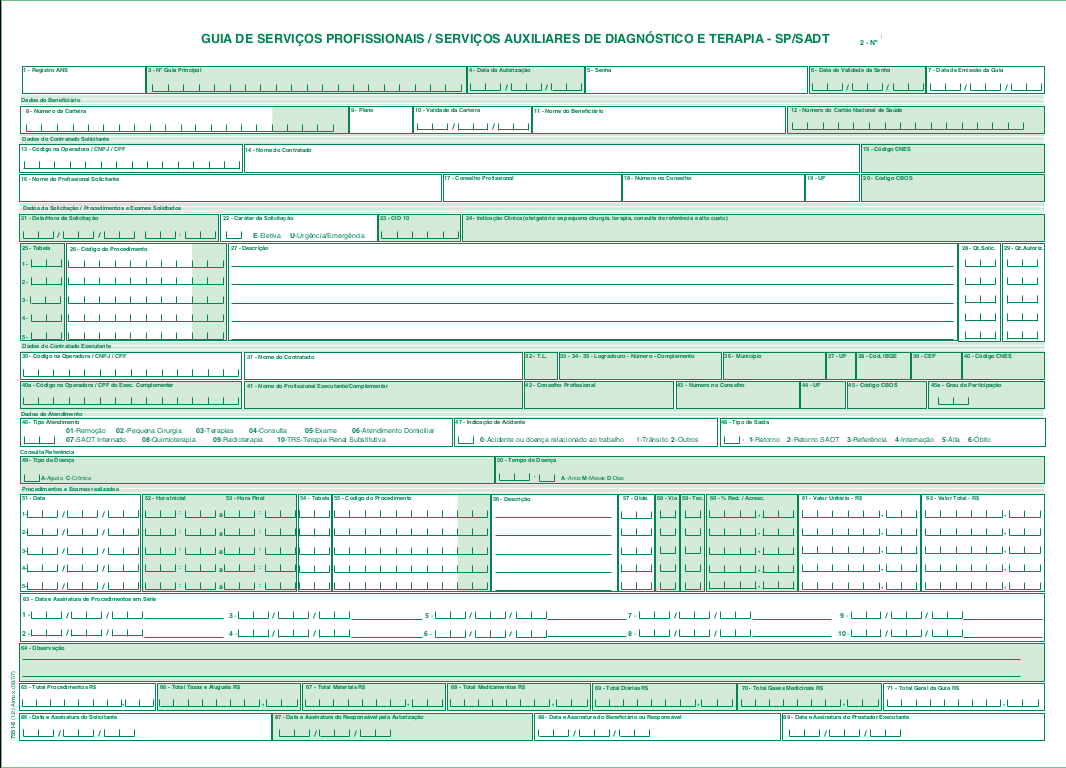 GUIA DE SERVIÇOS PROFISSIONAIS / SERVIÇOS AUXILIARES DE DIAGNÓSTICO E TERAPIA - SP/SADT 2 - Nº
1 - Registro ANS 3 - Nº Guia Principal 4 - Data da Autorização 5 - Senha 6 - Data de Validade da Senha 7 - Data de Emissão da Guia
Dados do Beneficiário
8 - Número da Carteira 9 - Plano 10 - Validade da Carteira 11 - Nome do Beneficiário 12 - Número do Cartão Nacional de Saúde
Dados do Contratado Solicitante
13 - Código na Operadora / CNPJ / CPF 14 - Nome do Contratado 15 - Código CNES
16 - Nome do Profissional Solicitante 17 - Conselho Profissional 18 - Número no Conselho 19 - UF 20 - Código CBOS
Dados da Solicitação / Procedimentos e Exames Solicitados
21 - Data/Hora da Solicitação 22 - Caráter da Solicitação 23 - CID 10 24 - Indicação Clínica (obrigatório se pequena cirurgia, terapia, consulta de referência e alto custo)
E-Eletiva U-Urgência/Emergência
25 - Tabela 26 - Código do Procedimento 27 - Descrição 28 - Qt.Solic. 29 - Qt.Autoriz.
1 -
2 -
3 -
4 -
5 -
Dados do Contratado Executante
30 - Código na Operadora / CNPJ / CPF 31 - Nome do Contratado 32 - T.L. 33 - 34 - 35 - Logradouro - Número - Complemento 36 - Município 37 - UF 38 - Cód. IBGE 39 - CEP 40 - Código CNES
40a - Código na Operadora / CPF do Exec. Complementar 41 - Nome do Profissional Executante/Complementar 42 - Conselho Profissional 43 - Número no Conselho 44 - UF 45 - Código CBOS 45a - Grau de Participação
Dados do Atendimento
46 - Tipo Atendimento 47 - Indicação de Acidente 48 - Tipo de Saída
01-Remoção 02-Pequena Cirurgia 03-Terapias 04-Consulta 05-Exame 06-Atendimento Domiciliar
07-SADT Internado 08-Quimioterapia 09-Radioterapia 10-TRS-Terapia Renal Substitutiva 0-Acidente ou doença relacionado ao trabalho 1-Trânsito 2-Outros 1-Retorno 2-Retorno SADT 3-Referência 4-Internação 5-Alta 6-Óbito
Consulta Referência
49 - Tipo de Doença 50 - Tempo de Doença
A-Aguda C-Crônica A-Anos M-Meses D-Dias
Procedimentos e Exames realizados
51 - Data 52 - Hora Inicial 53 - Hora Final 54 - Tabela 55 - Código do Procedimento 56 - Descrição 57 - Qtde. 58 - Via 59 - Tec. 60 - % Red. / Acresc. 61 - Valor Unitário - R$ 62 - Valor Total - R$
1- / / : a : , , ,
2- / / : a : , , ,
3- / / : a : , , ,
4- / / : a : , , ,
5- / / : a : , , ,
63 - Data e Assinatura de Procedimentos em Série
1 - / / 3 - / / 5 - / / 7 - / / 9 - / /
2 - / / 4 - / / 6 - / / 8 - / / 10 - / /
64 - Observação
65 - Total Procedimentos R$ 66 - Total Taxas e Aluguéis R$ 67 - Total Materiais R$ 68 - Total Medicamentos R$ 69 - Total Diárias R$ 70 - Total Gases Medicinais R$ 71 - Total Geral da Guia R$
86 - Data e Assinatura do Solicitante 87 - Data e Assinatura do Responsável pela Autorização 88 - Data e Assinatura do Beneficiário ou Responsável 89 - Data e Assinatura do Prestador Executante